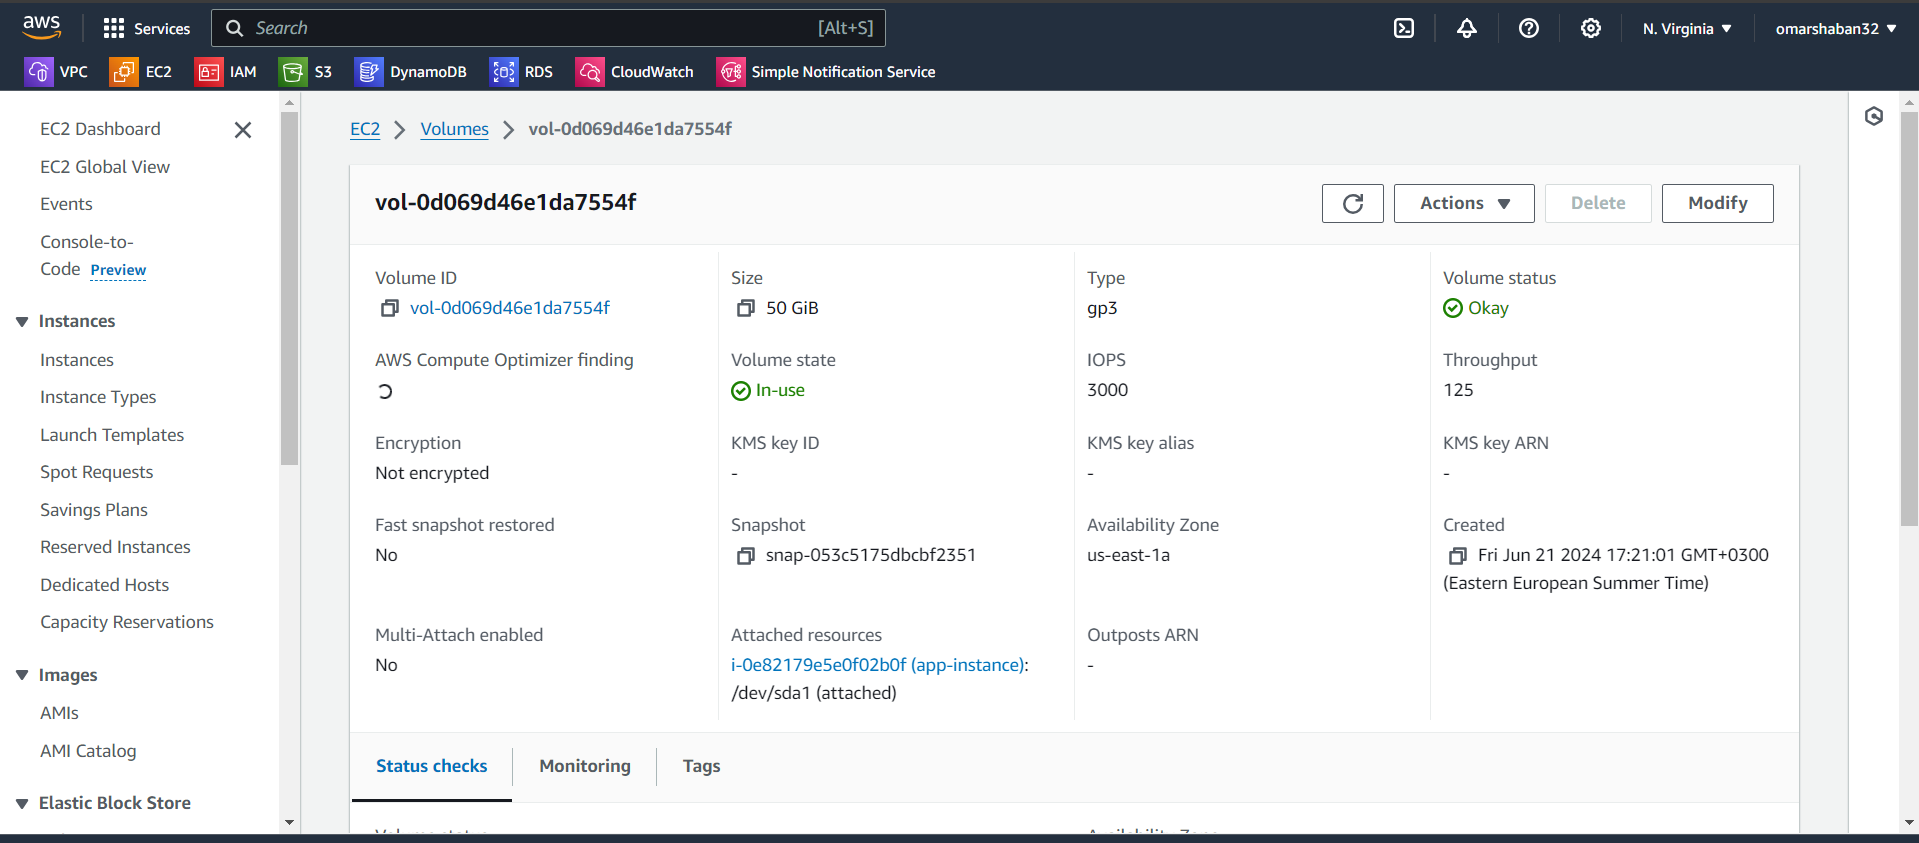 aws
Services
Search
[Alt+S]
N. Virginia
omarshaban32
VPC
EC2
IAM
S3
DynamoDB
RDS
CloudWatch
Simple Notification Service
EC2 Dashboard
EC2 Global View
Events
Console-to-
Code Preview
Instances
Instances
Instance Types
Launch Templates
Spot Requests
Savings Plans
Reserved Instances
Dedicated Hosts
Capacity Reservations
Images
AMIs
AMI Catalog
Elastic Block Store
EC2
Volumes
vol-0d069d46e1da7554f
vol-0d069d46e1da7554f
Actions
Delete
Modify
Volume ID
vol-0d069d46e1da7554f
Size
50 GiB
Type
gp3
Volume status
Okay
AWS Compute Optimizer finding
Volume state
In-use
IOPS
3000
Throughput
125
Encryption
Not encrypted
KMS key ID
-
KMS key alias
-
KMS key ARN
-
Fast snapshot restored
No
Snapshot
snap-053c5175dbcbf2351
Availability Zone
us-east-1a
Created
Fri Jun 21 2024 17:21:01 GMT+0300
(Eastern European Summer Time)
Multi-Attach enabled
No
Attached resources
i-0e82179e5e0f02b0f (app-instance):
/dev/sda1 (attached)
Outposts ARN
-
Status checks
Monitoring
Tags
Volume status
Availability Zone